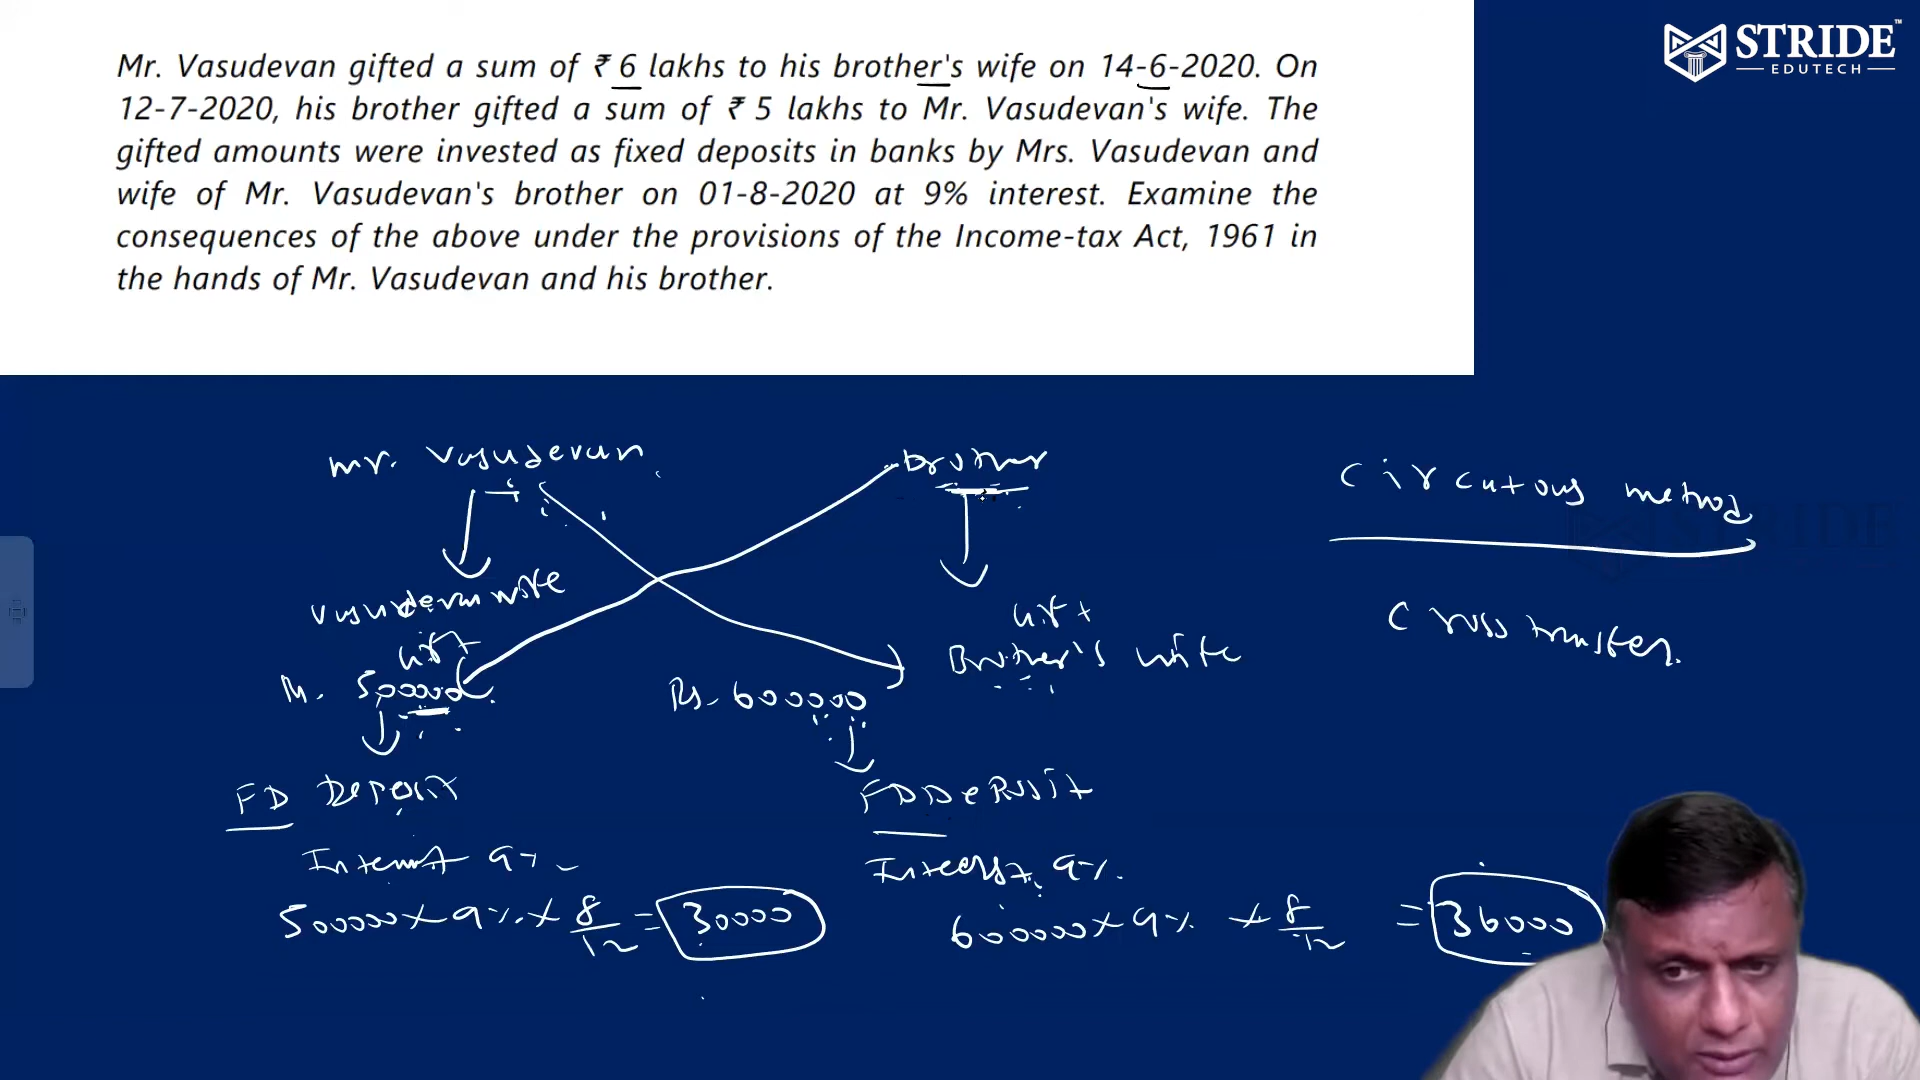 Mr. Vasudevan gifted a sum of ₹ 6 lakhs to his brother's wife on 14-6-2020. On
12-7-2020, his brother gifted a sum of ₹ 5 lakhs to Mr. Vasudevan's wife. The
gifted amounts were invested as fixed deposits in banks by Mrs. Vasudevan and
wife of Mr. Vasudevan's brother on 01-8-2020 at 9% interest. Examine the
consequences of the above under the provisions of the Income-tax Act, 1961 in
the hands of Mr. Vasudevan and his brother.
STRIDE™
EDUTECH
mr. Vasudevan
brother
Circutous method
STRIDE
Vasudevan wife
gift
Cross transfer.
gift
Brother's wife
Rs. 500000
Rs. 600000
FD Deposit
FD Deposit
Interest 9%
Interest 9%
500000 x 9% x 8/12 = 30000
600000 x 9% x 8/12 = 36000